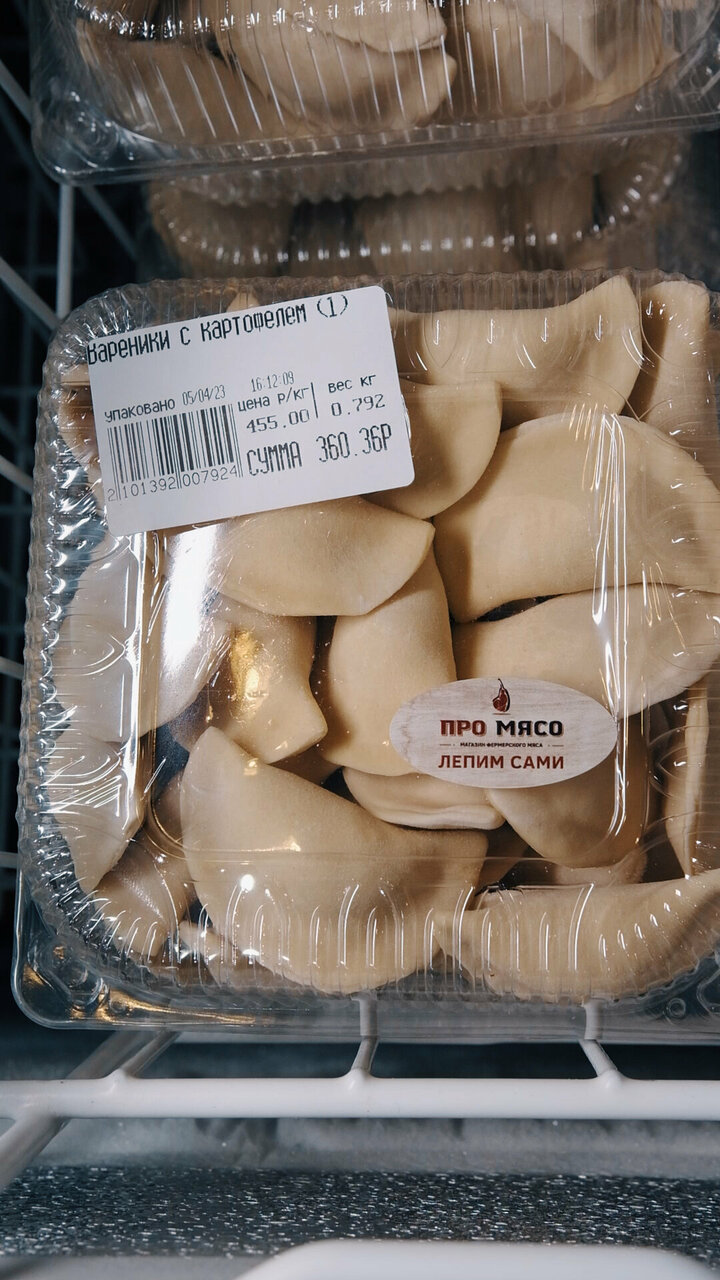 Вареники с картофелем (1)
упаковано 05/04/23 16:12:09
цена р/кг вес кг
455.00 0.792
2 101392 007924
СУММА 360.36Р
ПРО МЯСО
МАГАЗИН ФЕРМЕРСКОГО МЯСА
ЛЕПИМ САМИ